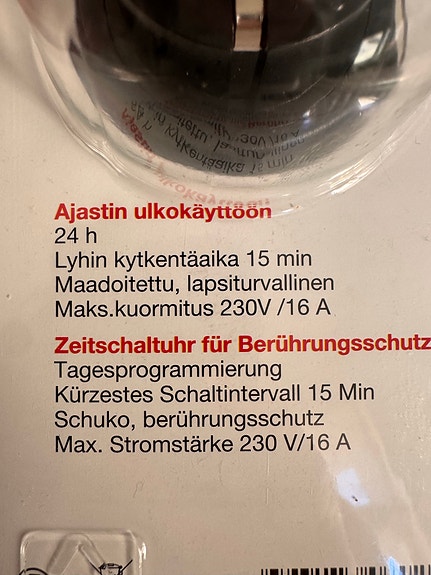 Ajastin ulkokäyttöön
24 h
Lyhin kytkentäaika 15 min
Maadoitettu, lapsiturvallinen
Maks.kuormitus 230V /16 A
Zeitschaltuhr für Berührungsschutz
Tagesprogrammierung
Kürzestes Schaltintervall 15 Min
Schuko, berührungsschutz
Max. Stromstärke 230 V/16 A